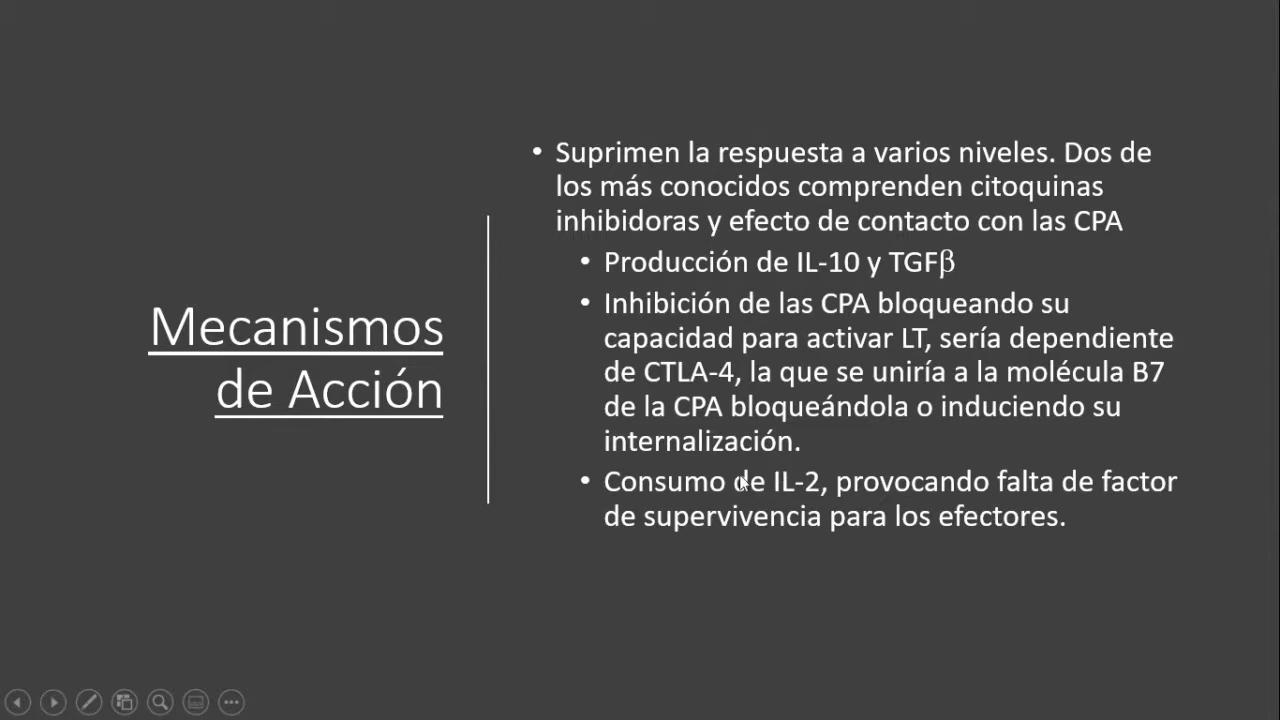 Mecanismos
de Acción
• Suprimen la respuesta a varios niveles. Dos de
los más conocidos comprenden citoquinas
inhibidoras y efecto de contacto con las CPA
• Producción de IL-10 y TGFβ
• Inhibición de las CPA bloqueando su
capacidad para activar LT, sería dependiente
de CTLA-4, la que se uniría a la molécula B7
de la CPA bloqueándola o induciendo su
internalización.
• Consumo de IL-2, provocando falta de factor
de supervivencia para los efectores.